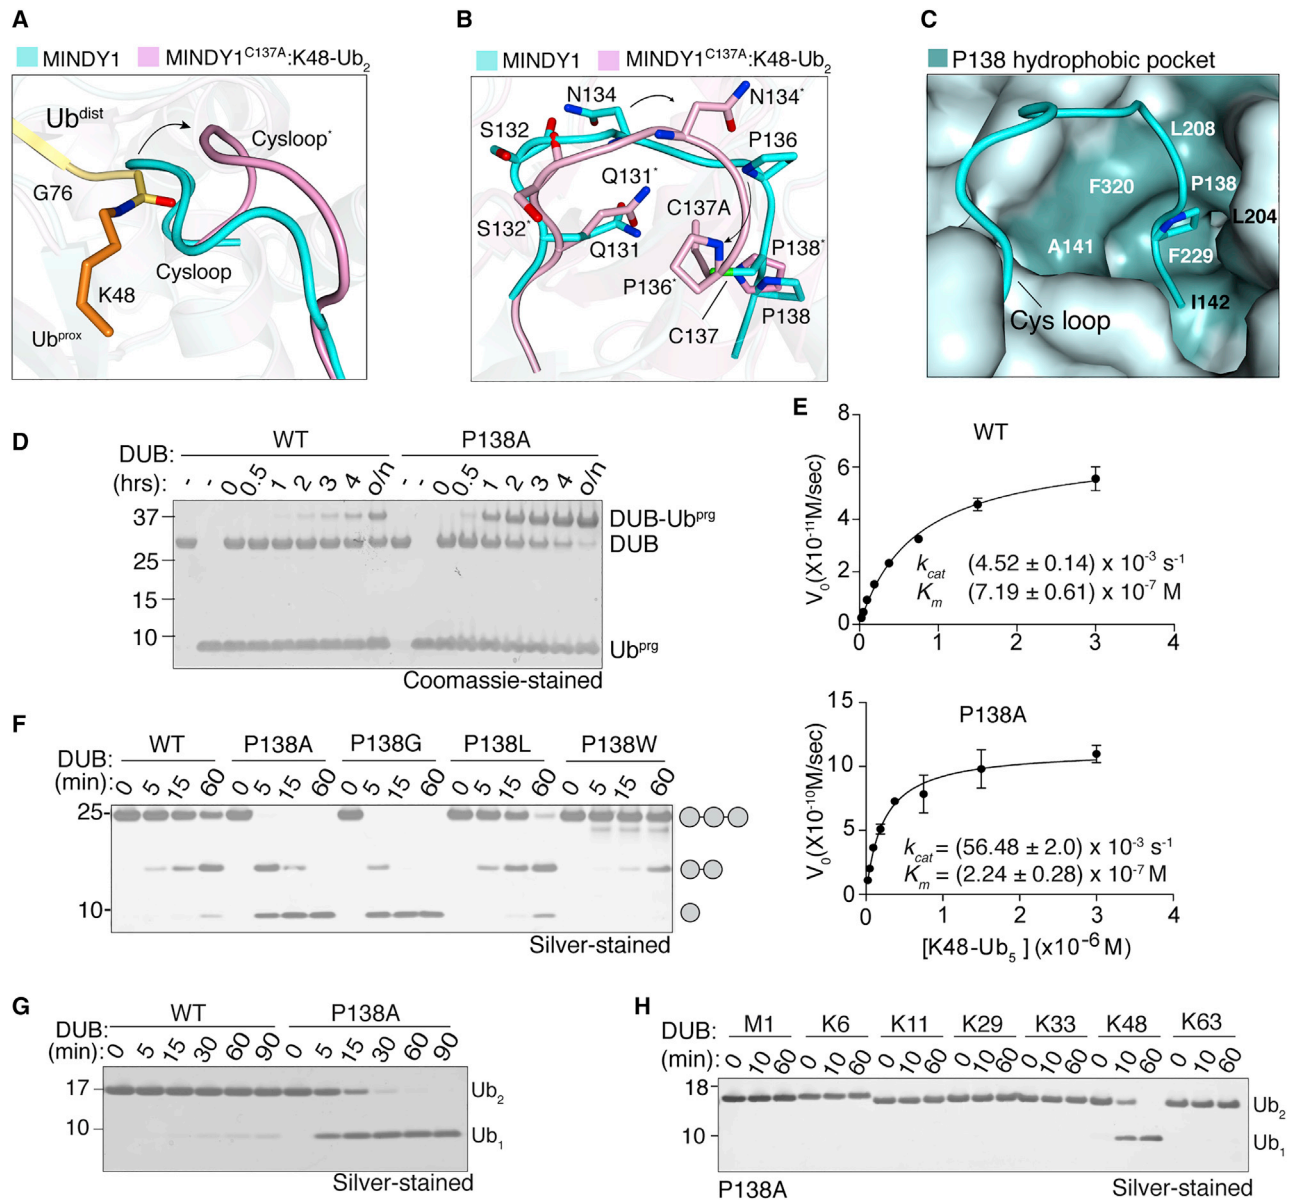 A
MINDY1 MINDY1C137A:K48-Ub2
Ubdist
G76
Cysloop*
Cysloop
K48
Ubprox
B
MINDY1 MINDY1C137A:K48-Ub2
N134
N134*
S132
P136
Q131*
C137A
S132*
Q131
P138*
P136*
P138
C137
C
P138 hydrophobic pocket
L208
F320
P138
L204
A141
F229
I142
Cys loop
D
WT P138A
DUB:
(hrs): - - 0 0.5 1 2 3 4 o/n - - 0 0.5 1 2 3 4 o/n
37
25
15
10
DUB-Ubprg
DUB
Ubprg
Coomassie-stained
E
WT
8
6
4
2
0
V0(X10-11M/sec)
kcat (4.52 ± 0.14) x 10-3 s-1
Km (7.19 ± 0.61) x 10-7 M
0 1 2 3 4
P138A
15
10
5
0
V0(X10-10M/sec)
kcat = (56.48 ± 2.0) x 10-3 s-1
Km = (2.24 ± 0.28) x 10-7 M
0 1 2 3 4
[K48-Ub5 ] (x10-6 M)
F
WT P138A P138G P138L P138W
DUB:
(min): 0 5 15 60 0 5 15 60 0 5 15 60 0 5 15 60 0 5 15 60
25
10
Silver-stained
G
WT P138A
DUB:
(min): 0 5 15 30 60 90 0 5 15 30 60 90
17
10
Ub2
Ub1
Silver-stained
H
M1 K6 K11 K29 K33 K48 K63
DUB:
(min): 0 10 60 0 10 60 0 10 60 0 10 60 0 10 60 0 10 60 0 10 60
18
10
Ub2
Ub1
P138A Silver-stained